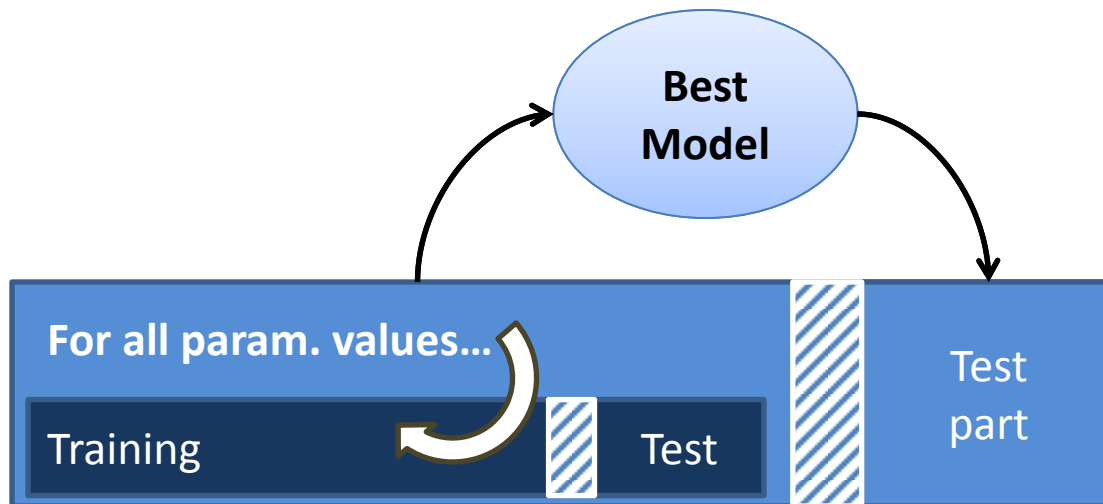 Best
Model
For all param. values...
Test
part
Training
Test